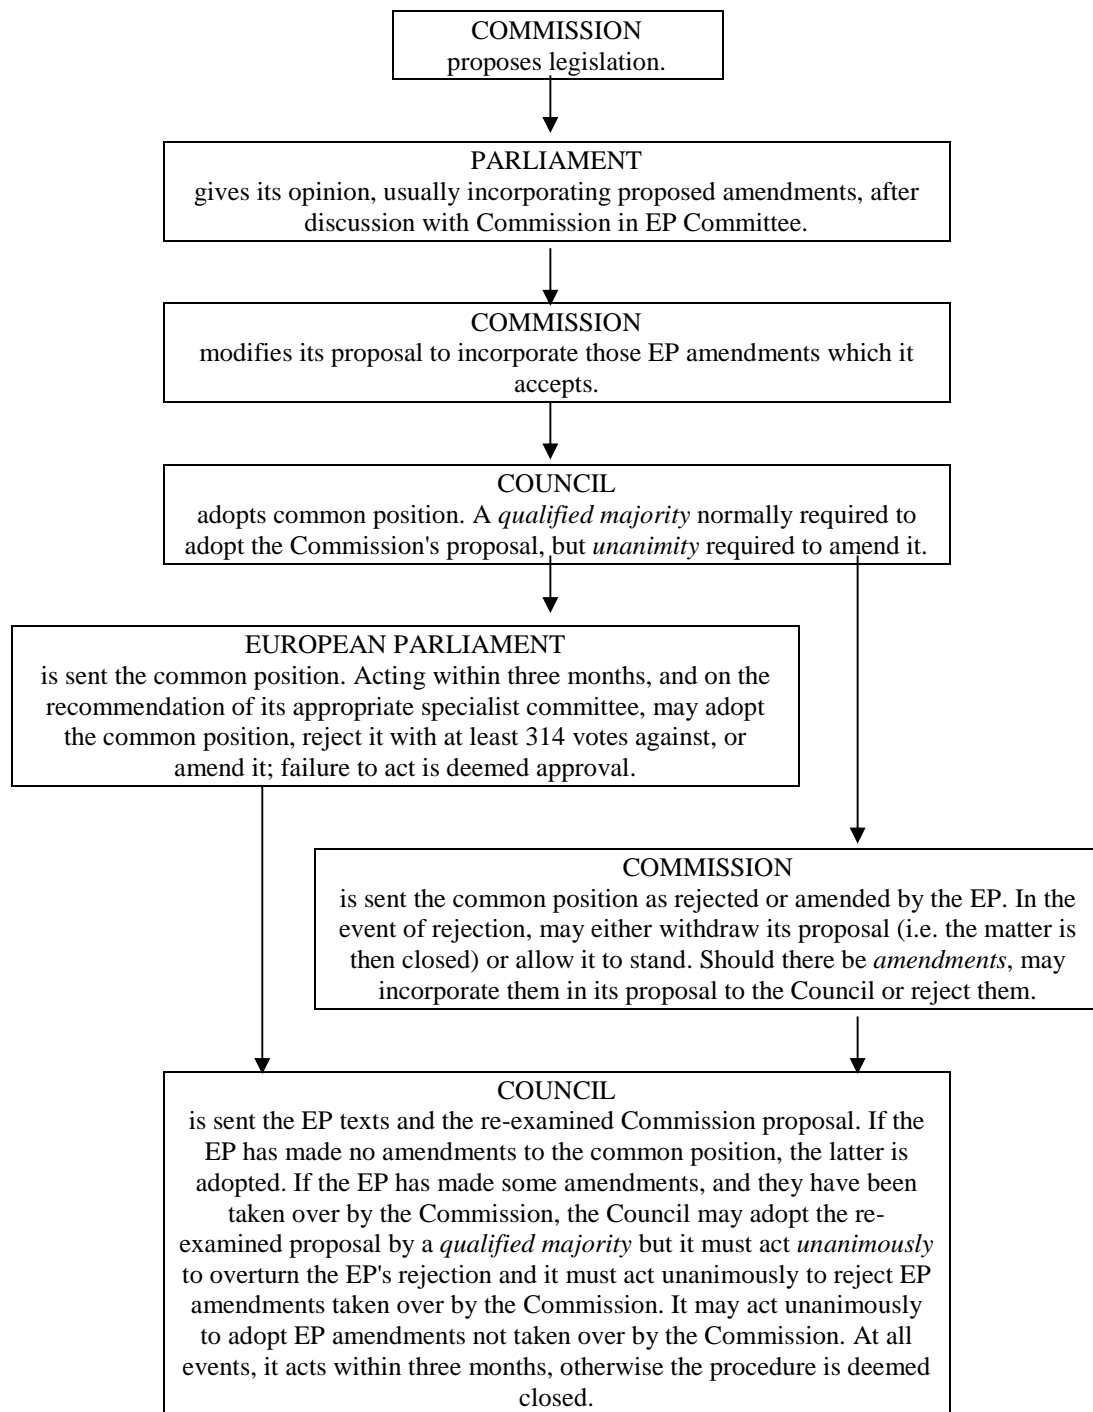 COMMISSION
proposes legislation.
PARLIAMENT
gives its opinion, usually incorporating proposed amendments, after
discussion with Commission in EP Committee.
COMMISSION
modifies its proposal to incorporate those EP amendments which it
accepts.
COUNCIL
adopts common position. A qualified majority normally required to
adopt the Commission's proposal, but unanimity required to amend it.
EUROPEAN PARLIAMENT
is sent the common position. Acting within three months, and on the
recommendation of its appropriate specialist committee, may adopt
the common position, reject it with at least 314 votes against, or
amend it; failure to act is deemed approval.
COMMISSION
is sent the common position as rejected or amended by the EP. In the
event of rejection, may either withdraw its proposal (i.e. the matter is
then closed) or allow it to stand. Should there be amendments, may
incorporate them in its proposal to the Council or reject them.
COUNCIL
is sent the EP texts and the re-examined Commission proposal. If the
EP has made no amendments to the common position, the latter is
adopted. If the EP has made some amendments, and they have been
taken over by the Commission, the Council may adopt the re-
examined proposal by a qualified majority but it must act unanimously
to overturn the EP's rejection and it must act unanimously to reject EP
amendments taken over by the Commission. It may act unanimously
to adopt EP amendments not taken over by the Commission. At all
events, it acts within three months, otherwise the procedure is deemed
closed.